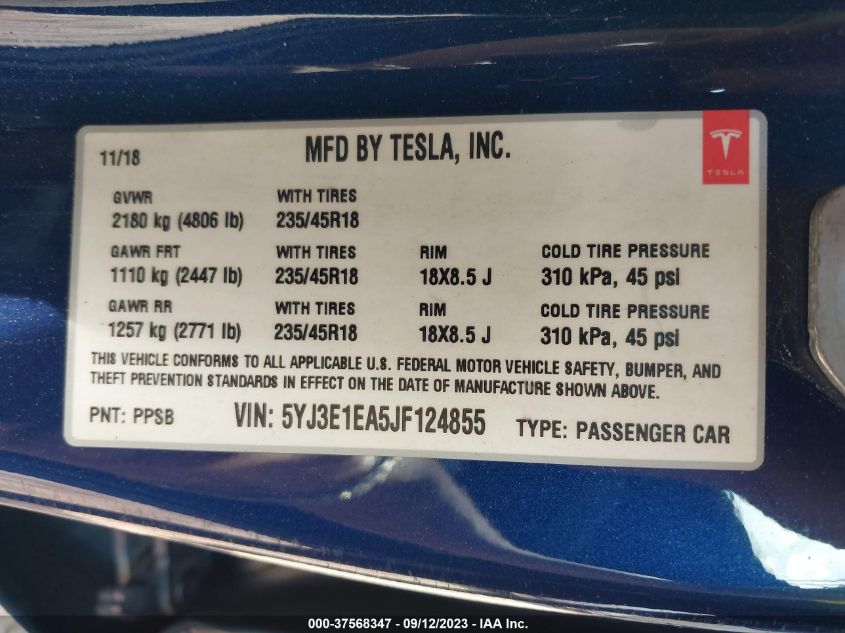 11/18 MFD BY TESLA, INC.
TESLA
GVWR WITH TIRES
2180 kg (4806 lb) 235/45R18
GAWR FRT WITH TIRES RIM COLD TIRE PRESSURE
1110 kg (2447 lb) 235/45R18 18X8.5 J 310 kPa, 45 psi
GAWR RR WITH TIRES RIM COLD TIRE PRESSURE
1257 kg (2771 lb) 235/45R18 18X8.5 J 310 kPa, 45 psi
THIS VEHICLE CONFORMS TO ALL APPLICABLE U.S. FEDERAL MOTOR VEHICLE SAFETY, BUMPER, AND
THEFT PREVENTION STANDARDS IN EFFECT ON THE DATE OF MANUFACTURE SHOWN ABOVE.
PNT: PPSB VIN: 5YJ3E1EA5JF124855 TYPE: PASSENGER CAR
000-37568347 - 09/12/2023 - IAA Inc.